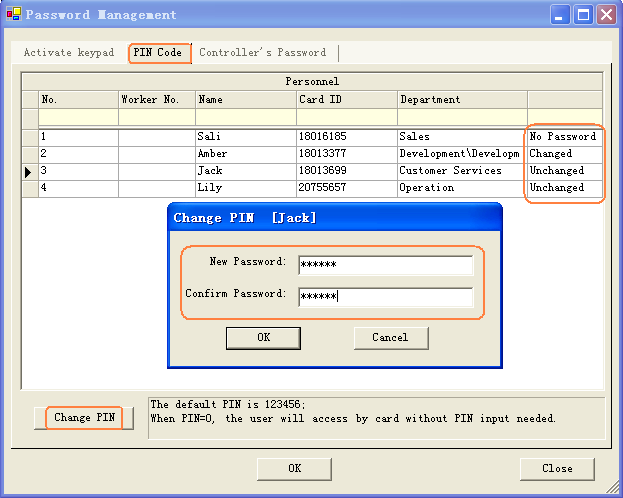 Password Management
Activate keypad PIN Code Controller's Password
Personnel
No. Worker No. Name Card ID Department
1 Sali 18016185 Sales No Password
2 Amber 18013377 Development\Developm Changed
3 Jack 18013699 Customer Services Unchanged
4 Lily 20755657 Operation Unchanged
Change PIN [Jack]
New Password: ******
Confirm Password: ******
OK Cancel
Change PIN
The default PIN is 123456;
When PIN=0, the user will access by card without PIN input needed.
OK Close